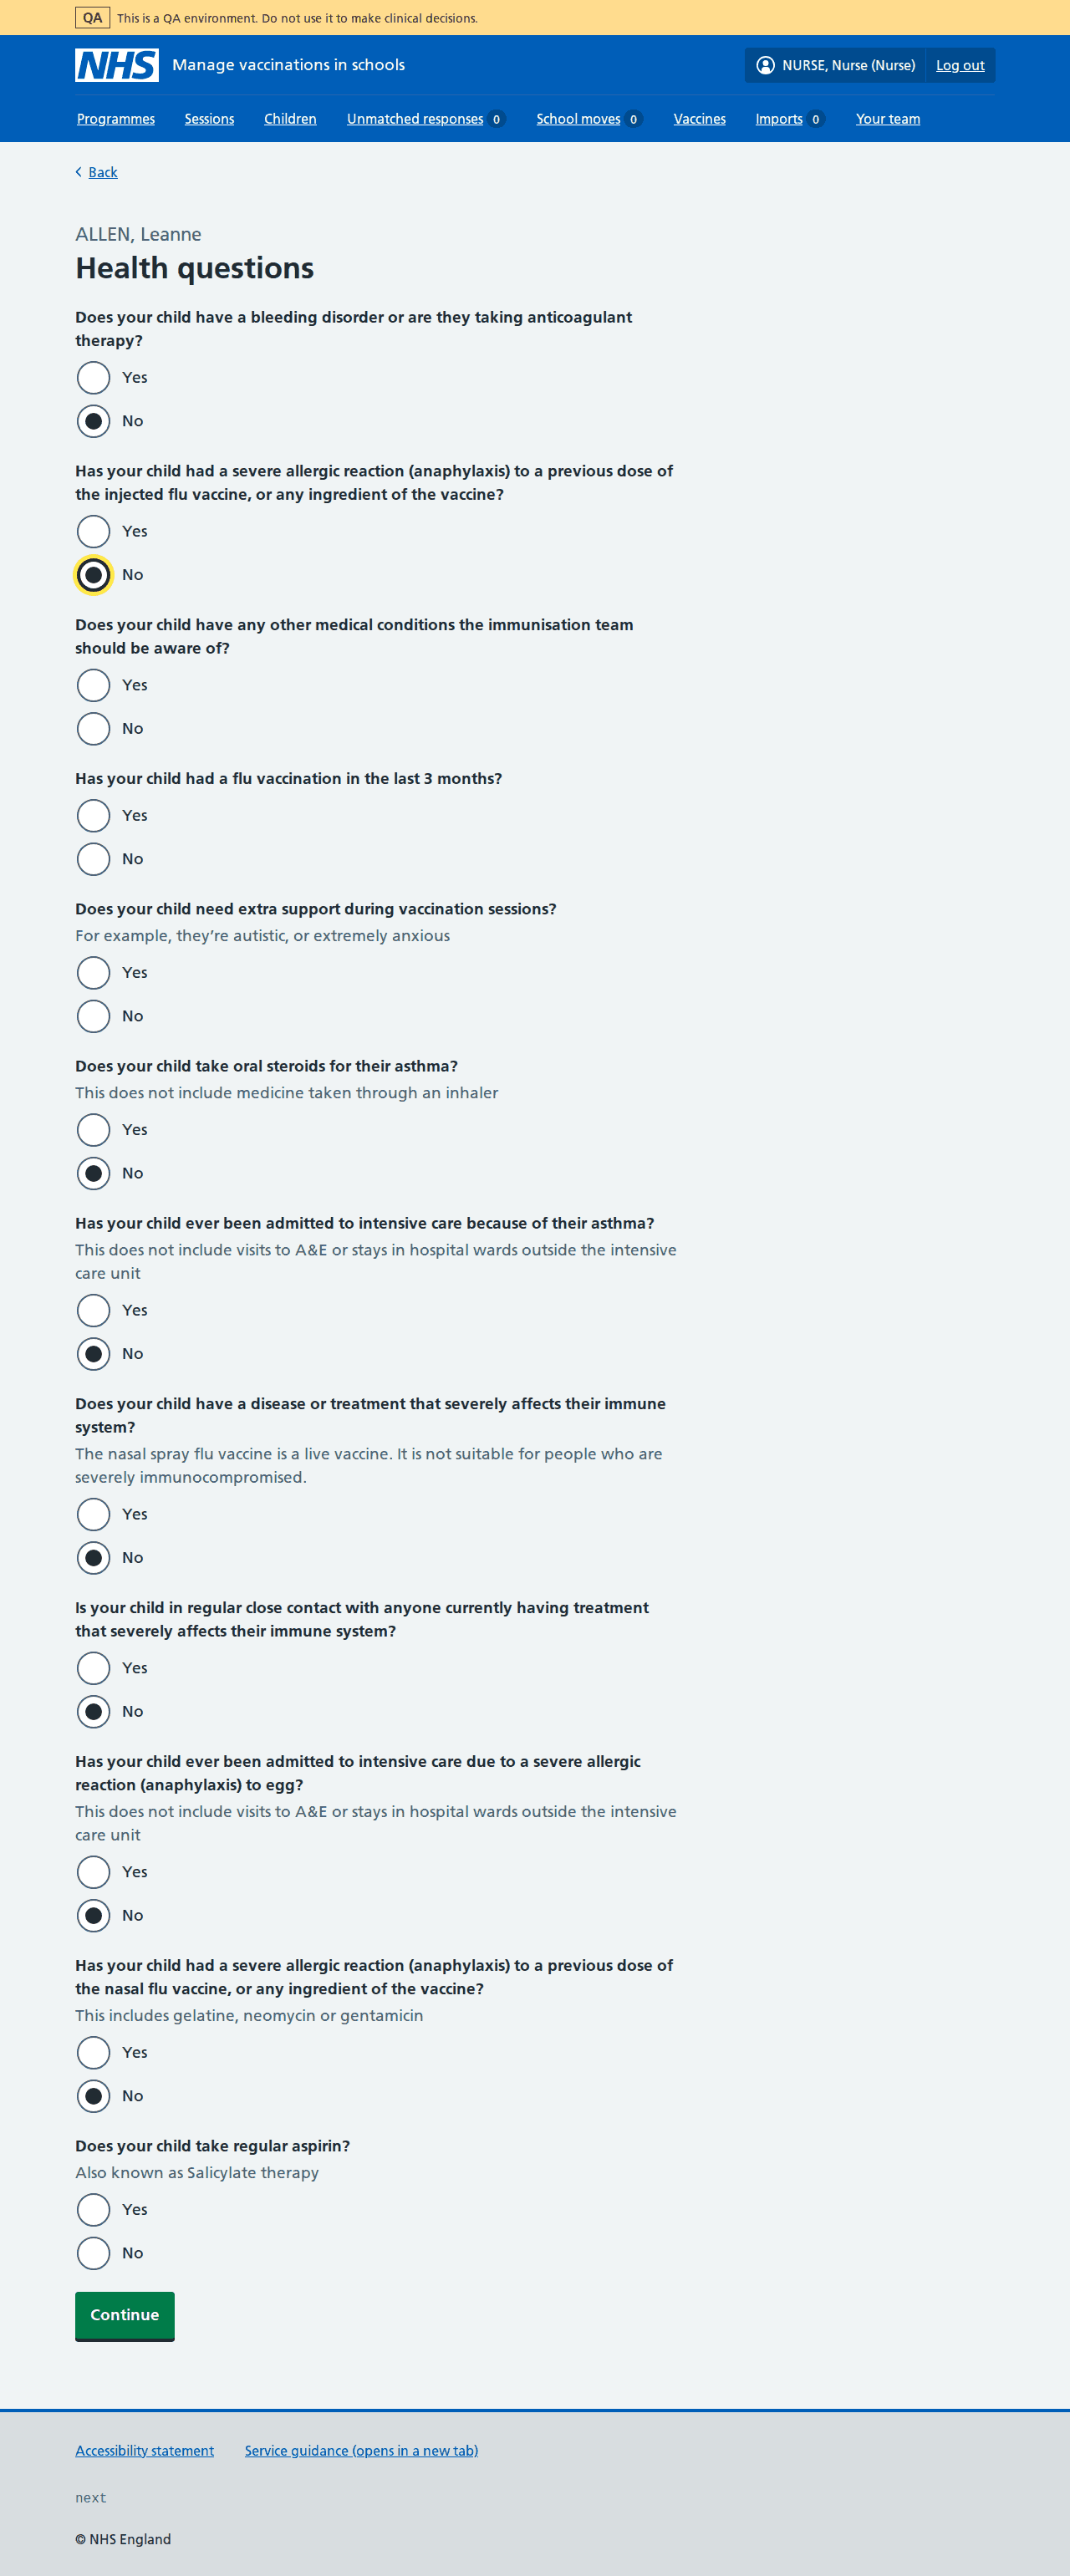 QA This is a QA environment. Do not use it to make clinical decisions.
NHS Manage vaccinations in schools NURSE, Nurse (Nurse) Log out
Programmes Sessions Children Unmatched responses 0 School moves 0 Vaccines Imports 0 Your team
Back
ALLEN, Leanne
Health questions
Does your child have a bleeding disorder or are they taking anticoagulant
therapy?
Yes
No
Has your child had a severe allergic reaction (anaphylaxis) to a previous dose of
the injected flu vaccine, or any ingredient of the vaccine?
Yes
No
Does your child have any other medical conditions the immunisation team
should be aware of?
Yes
No
Has your child had a flu vaccination in the last 3 months?
Yes
No
Does your child need extra support during vaccination sessions?
For example, they’re autistic, or extremely anxious
Yes
No
Does your child take oral steroids for their asthma?
This does not include medicine taken through an inhaler
Yes
No
Has your child ever been admitted to intensive care because of their asthma?
This does not include visits to A&E or stays in hospital wards outside the intensive
care unit
Yes
No
Does your child have a disease or treatment that severely affects their immune
system?
The nasal spray flu vaccine is a live vaccine. It is not suitable for people who are
severely immunocompromised.
Yes
No
Is your child in regular close contact with anyone currently having treatment
that severely affects their immune system?
Yes
No
Has your child ever been admitted to intensive care due to a severe allergic
reaction (anaphylaxis) to egg?
This does not include visits to A&E or stays in hospital wards outside the intensive
care unit
Yes
No
Has your child had a severe allergic reaction (anaphylaxis) to a previous dose of
the nasal flu vaccine, or any ingredient of the vaccine?
This includes gelatine, neomycin or gentamicin
Yes
No
Does your child take regular aspirin?
Also known as Salicylate therapy
Yes
No
Continue
Accessibility statement Service guidance (opens in a new tab)
next
© NHS England